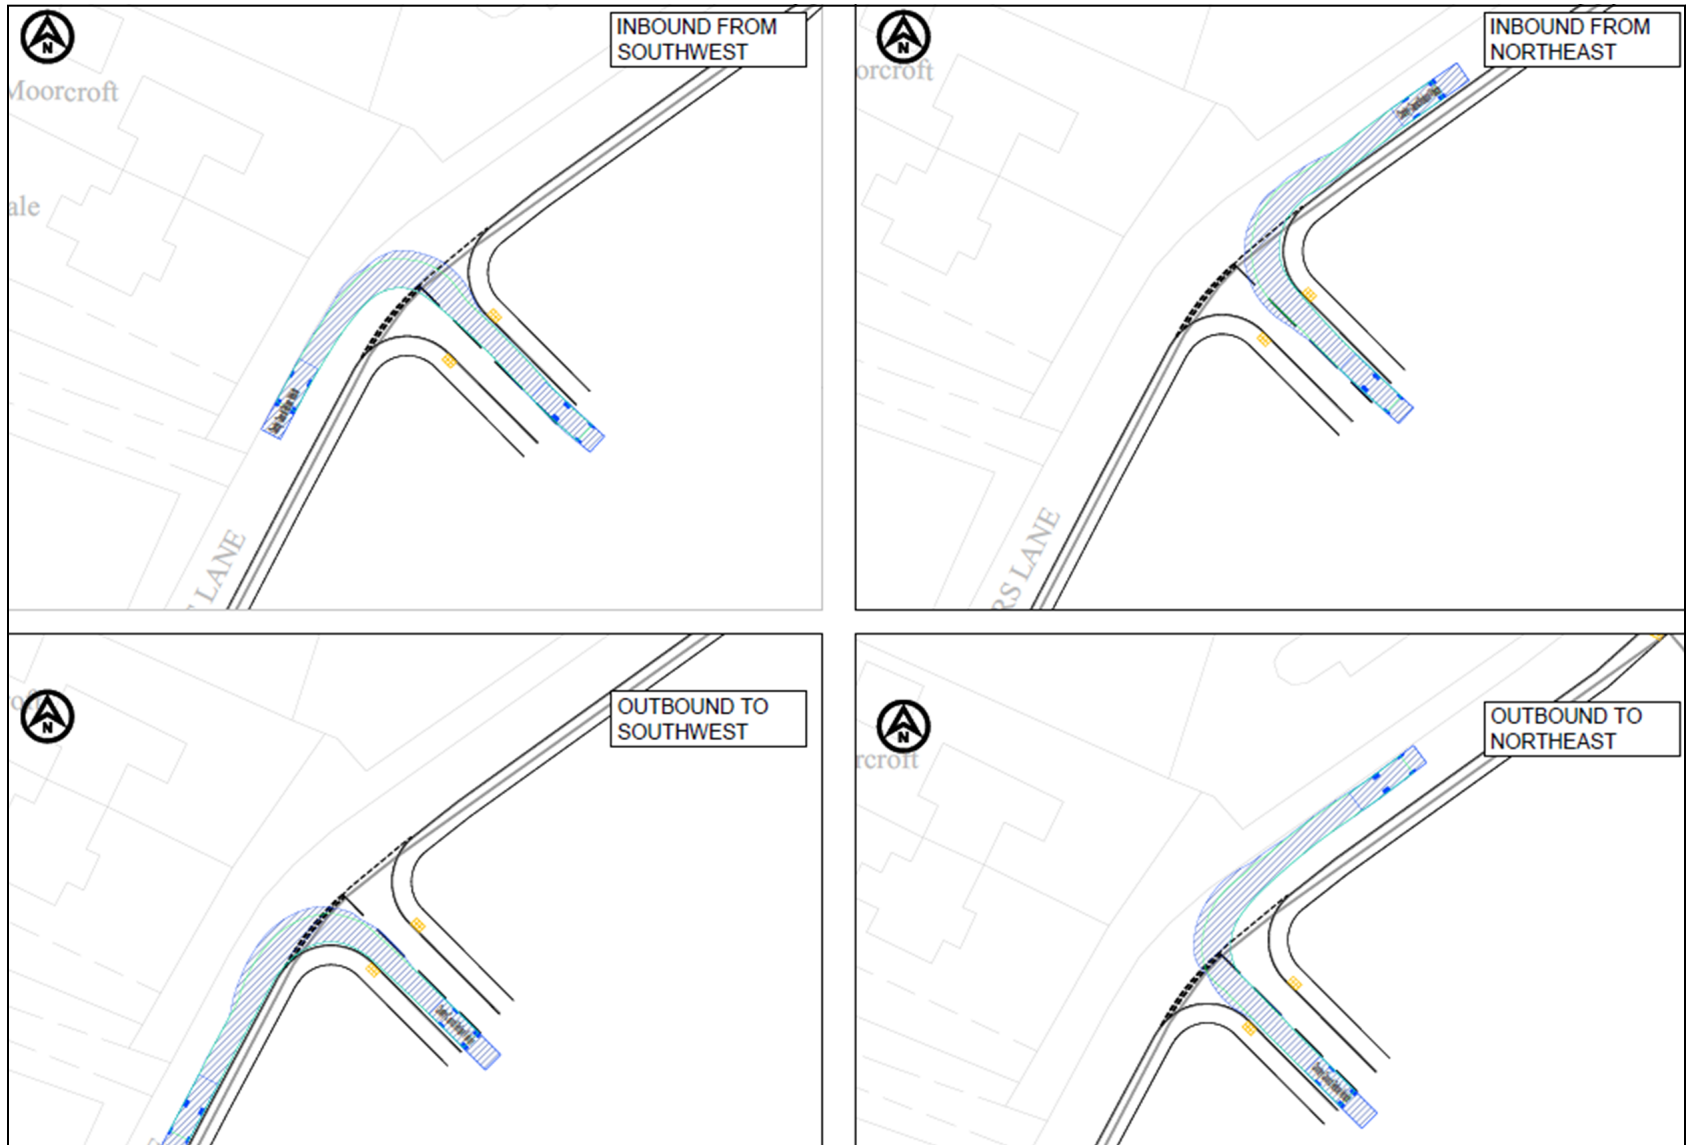 N
INBOUND FROM
SOUTHWEST
Moorcroft
ale
LANE
N
INBOUND FROM
NORTHEAST
orcroft
RS LANE
N
OUTBOUND TO
SOUTHWEST
N
OUTBOUND TO
NORTHEAST
rcroft